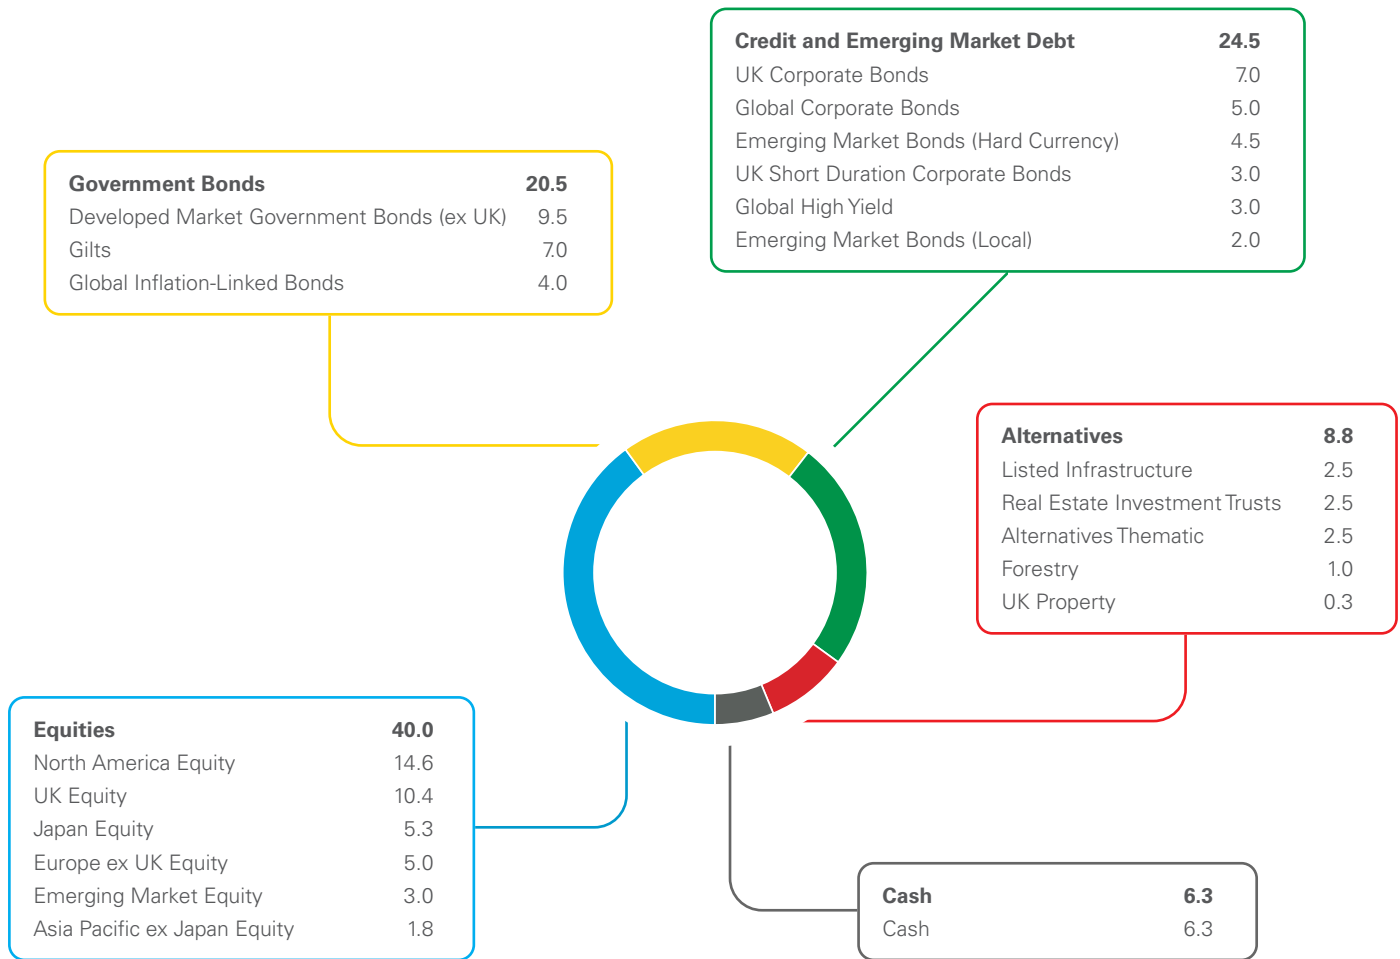 Credit and Emerging Market Debt 24.5
UK Corporate Bonds 7.0
Global Corporate Bonds 5.0
Emerging Market Bonds (Hard Currency) 4.5
UK Short Duration Corporate Bonds 3.0
Global High Yield 3.0
Emerging Market Bonds (Local) 2.0
Government Bonds 20.5
Developed Market Government Bonds (ex UK) 9.5
Gilts 7.0
Global Inflation-Linked Bonds 4.0
Alternatives 8.8
Listed Infrastructure 2.5
Real Estate Investment Trusts 2.5
Alternatives Thematic 2.5
Forestry 1.0
UK Property 0.3
Equities 40.0
North America Equity 14.6
UK Equity 10.4
Japan Equity 5.3
Europe ex UK Equity 5.0
Emerging Market Equity 3.0
Asia Pacific ex Japan Equity 1.8
Cash 6.3
Cash 6.3